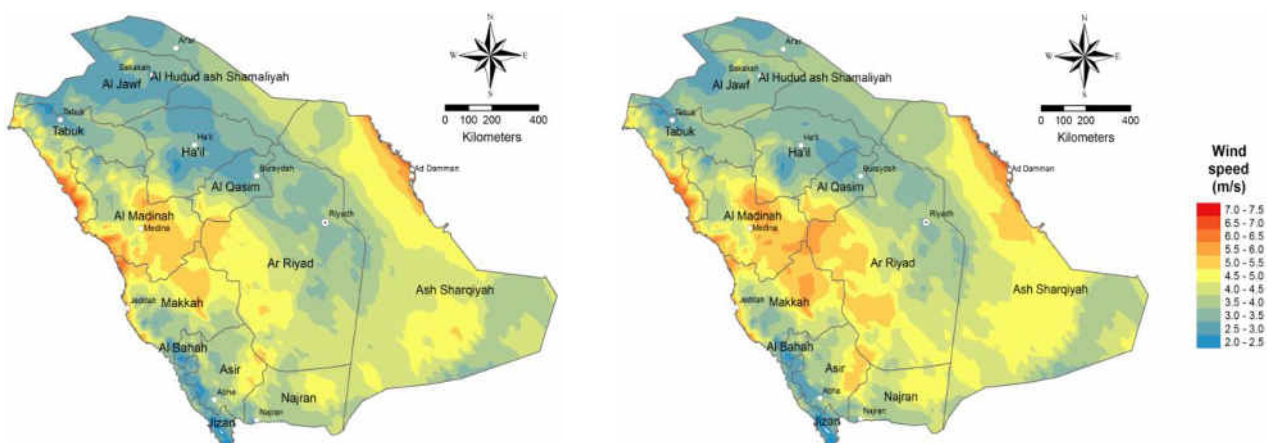 N
W E
S
0 100 200 400
Kilometers
Ar'ar
Sakakah
Al Hudud ash Shamaliyah
Al Jawf
Tabuk
Tabuk
Ha'il
Ha'il
Buraydah
Al Qasim
Ad Damman
Al Madinah
Medina
Riyadh
Ar Riyad
Ash Sharqiyah
Jeddah
Makkah
Al Bahah
Asir
Abha
Najran
Najran
Jizan
N
W E
S
0 100 200 400
Kilometers
Ar'ar
Sakakah
Al Hudud ash Shamaliyah
Al Jawf
Tabuk
Tabuk
Ha'il
Ha'il
Buraydah
Al Qasim
Ad Damman
Al Madinah
Medina
Riyadh
Ar Riyad
Ash Sharqiyah
Jeddah
Makkah
Al Bahah
Asir
Abha
Najran
Najran
Jizan
Wind
speed
(m/s)
7.0 - 7.5
6.5 - 7.0
6.0 - 6.5
5.5 - 6.0
5.0 - 5.5
4.5 - 5.0
4.0 - 4.5
3.5 - 4.0
3.0 - 3.5
2.5 - 3.0
2.0 - 2.5